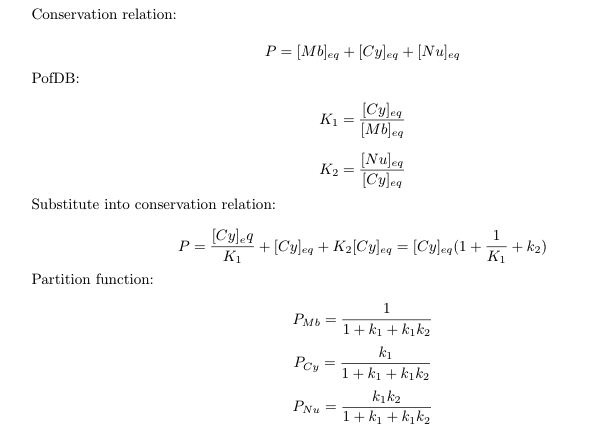 Conservation relation:
P = [Mb]_{eq} + [Cy]_{eq} + [Nu]_{eq}
PofDB:
K_1 = \frac{[Cy]_{eq}}{[Mb]_{eq}}
K_2 = \frac{[Nu]_{eq}}{[Cy]_{eq}}
Substitute into conservation relation:
P = \frac{[Cy]_e q}{K_1} + [Cy]_{eq} + K_2[Cy]_{eq} = [Cy]_{eq}(1 + \frac{1}{K_1} + k_2)
Partition function:
P_{Mb} = \frac{1}{1 + k_1 + k_1 k_2}
P_{Cy} = \frac{k_1}{1 + k_1 + k_1 k_2}
P_{Nu} = \frac{k_1 k_2}{1 + k_1 + k_1 k_2}